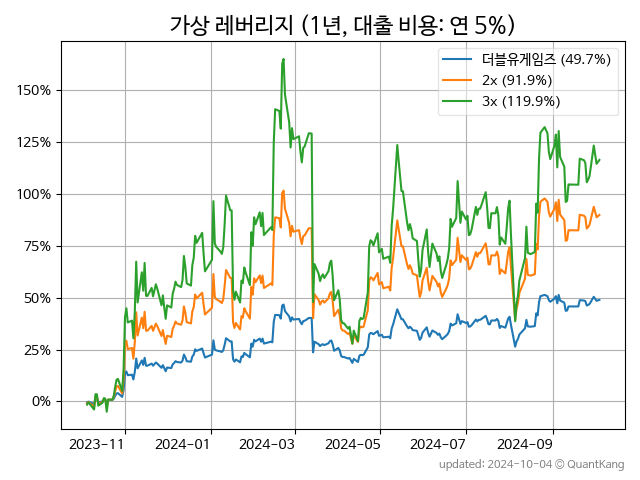 가상 레버리지 (1년, 대출 비용: 연 5%)
더블유게임즈 (49.7%)
2x (91.9%)
3x (119.9%)
150%
125%
100%
75%
50%
25%
0%
2023-11
2024-01
2024-03
2024-05
2024-07
2024-09
updated: 2024-10-04 © QuantKang